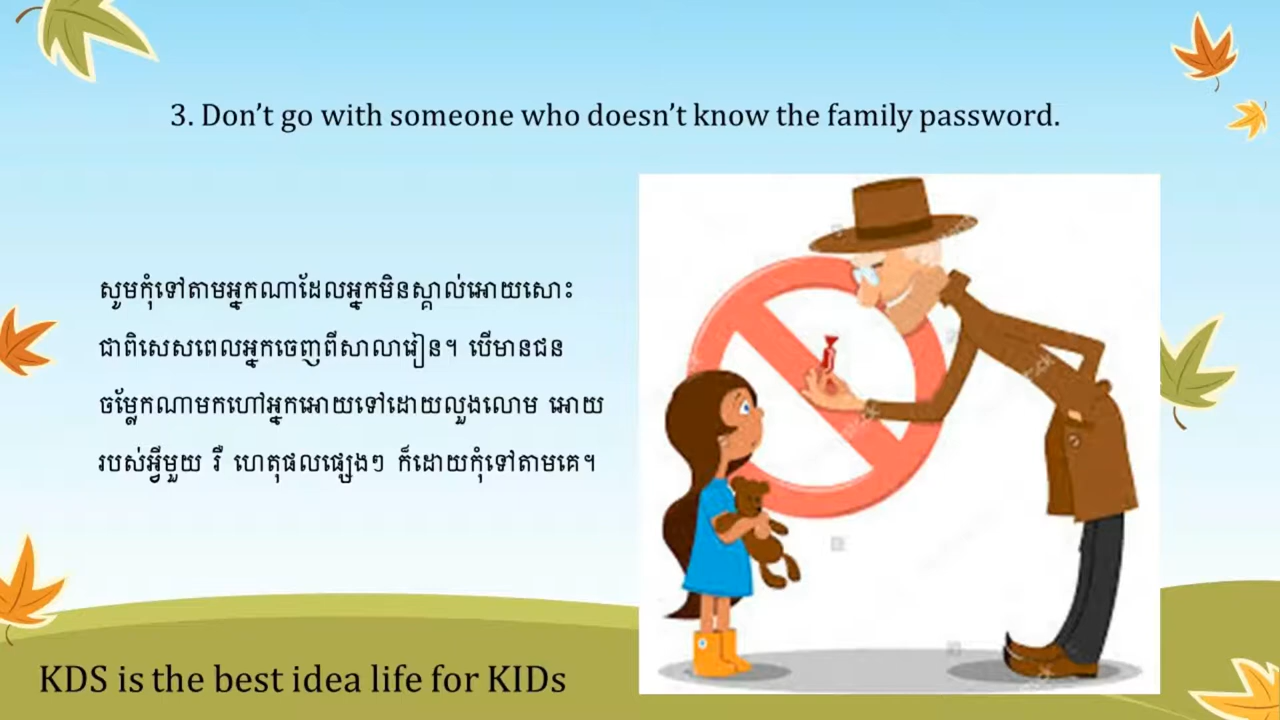 3. Don’t go with someone who doesn’t know the family password.
សូមកុំទៅតាមអ្នកណាដែលអ្នកមិនស្គាល់អោយសោះ
ជាពិសេសពេលអ្នកចេញពីសាលារៀន។ បើមានជន
ចម្លែកណាមកហៅអ្នកអោយទៅដោយលួងលោម អោយ
របស់អ្វីមួយ រឺ ហេតុផលផ្សេងៗ ក៏ដោយកុំទៅតាមគេ។
KDS is the best idea life for KIDs